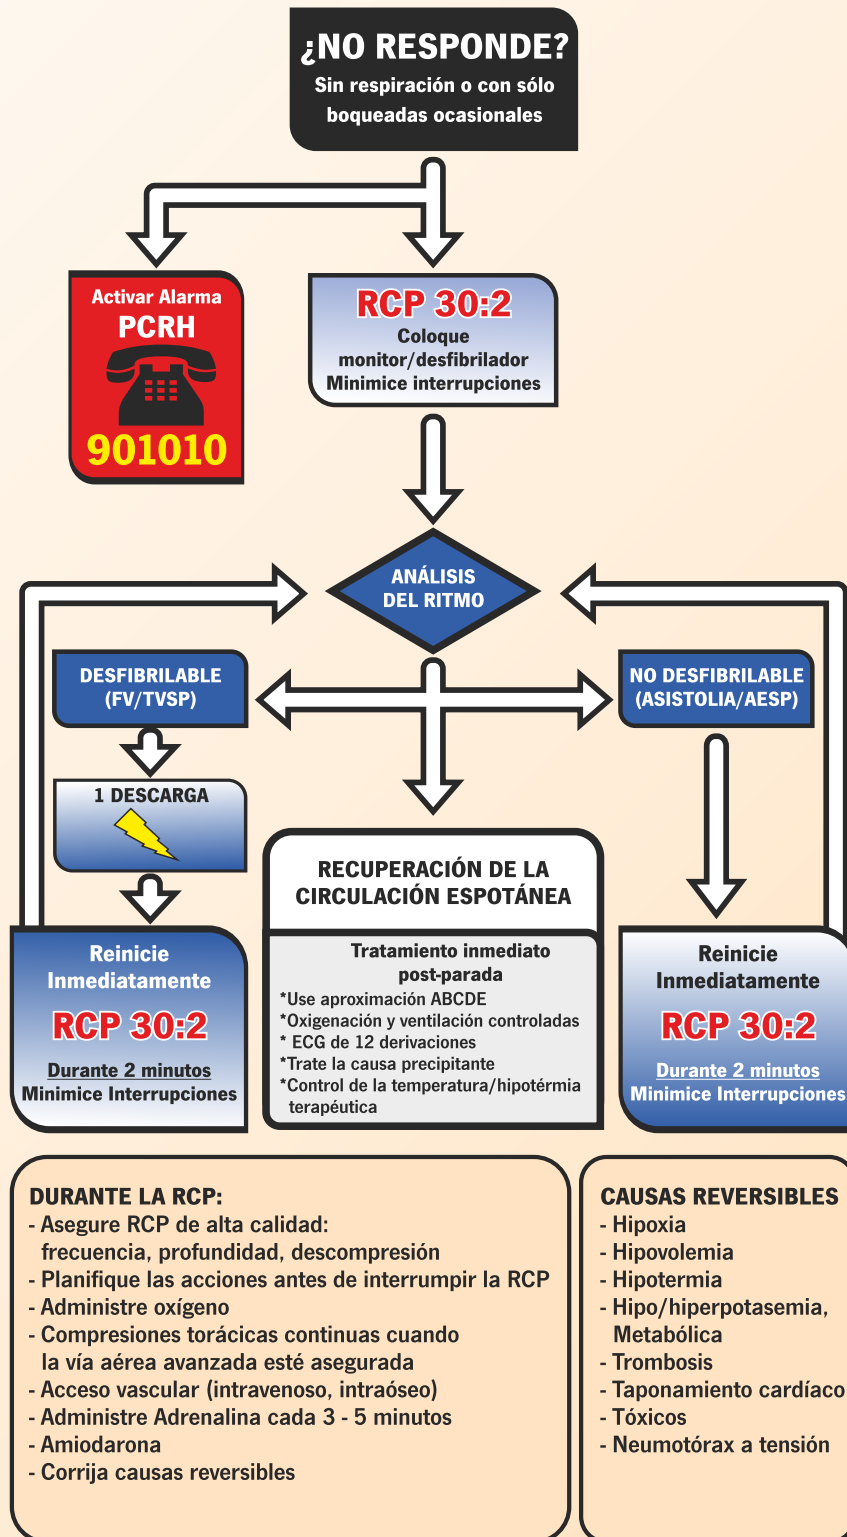 ¿NO RESPONDE?
Sin respiración o con sólo
boqueadas ocasionales
Activar Alarma
PCRH
901010
RCP 30:2
Coloque
monitor/desfibrilador
Minimice interrupciones
ANÁLISIS
DEL RITMO
DESFIBRILABLE
(FV/TVSP)
NO DESFIBRILABLE
(ASISTOLIA/AESP)
1 DESCARGA
RECUPERACIÓN DE LA
CIRCULACIÓN ESPOTÁNEA
Tratamiento inmediato
post-parada
*Use aproximación ABCDE
*Oxigenación y ventilación controladas
* ECG de 12 derivaciones
*Trate la causa precipitante
*Control de la temperatura/hipotérmia
terapéutica
Reinicie
Inmediatamente
RCP 30:2
Durante 2 minutos
Minimice Interrupciones
Reinicie
Inmediatamente
RCP 30:2
Durante 2 minutos
Minimice Interrupciones
DURANTE LA RCP:
- Asegure RCP de alta calidad:
frecuencia, profundidad, descompresión
- Planifique las acciones antes de interrumpir la RCP
- Administre oxígeno
- Compresiones torácicas continuas cuando
la vía aérea avanzada esté asegurada
- Acceso vascular (intravenoso, intraóseo)
- Administre Adrenalina cada 3 - 5 minutos
- Amiodarona
- Corrija causas reversibles
CAUSAS REVERSIBLES
- Hipoxia
- Hipovolemia
- Hipotermia
- Hipo/hiperpotasemia,
Metabólica
- Trombosis
- Taponamiento cardíaco
- Tóxicos
- Neumotórax a tensión